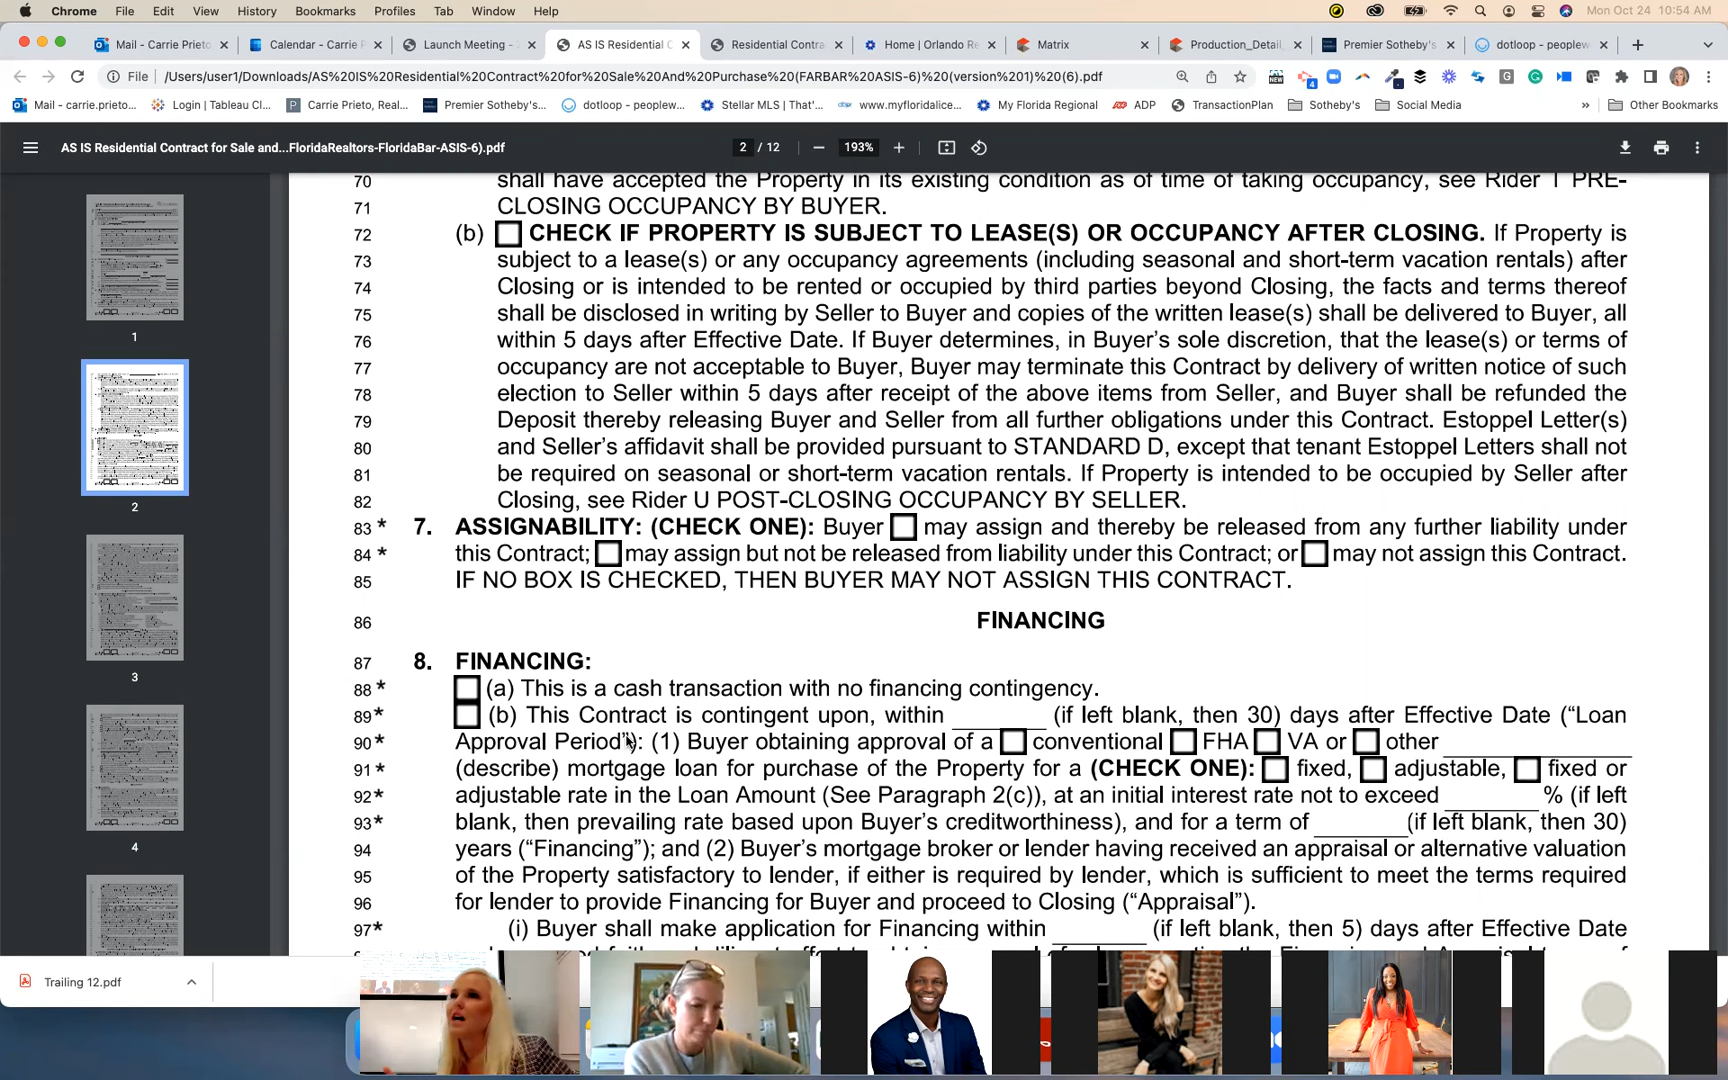 Chrome File Edit View History Bookmarks Profiles Tab Window Help Mon Oct 24 10:54 AM
Mail - Carrie Prieto Calendar - Carrie P Launch Meeting - AS IS Residential C Residential Contra Home | Orlando Re Matrix Production_Detail_ Premier Sotheby's dotloop - peoplew
File /Users/user1/Downloads/AS%20IS%20Residential%20Contract%20for%20Sale%20And%20Purchase%20(FARBAR%20ASIS-6)%20(version%201)%20(6).pdf
Mail - carrie.prieto... Login | Tableau Cl... Carrie Prieto, Real... Premier Sotheby's... dotloop - peoplew... Stellar MLS | That'... www.myfloridalice... My Florida Regional ADP TransactionPlan Sotheby's Social Media » Other Bookmarks
AS IS Residential Contract for Sale and...FloridaRealtors-FloridaBar-ASIS-6).pdf 2 / 12 193%
70 shall have accepted the Property in its existing condition as of time of taking occupancy, see Rider T PRE-
71 CLOSING OCCUPANCY BY BUYER.
72 (b) CHECK IF PROPERTY IS SUBJECT TO LEASE(S) OR OCCUPANCY AFTER CLOSING. If Property is
73 subject to a lease(s) or any occupancy agreements (including seasonal and short-term vacation rentals) after
74 Closing or is intended to be rented or occupied by third parties beyond Closing, the facts and terms thereof
75 shall be disclosed in writing by Seller to Buyer and copies of the written lease(s) shall be delivered to Buyer, all
76 within 5 days after Effective Date. If Buyer determines, in Buyer's sole discretion, that the lease(s) or terms of
77 occupancy are not acceptable to Buyer, Buyer may terminate this Contract by delivery of written notice of such
78 election to Seller within 5 days after receipt of the above items from Seller, and Buyer shall be refunded the
79 Deposit thereby releasing Buyer and Seller from all further obligations under this Contract. Estoppel Letter(s)
80 and Seller's affidavit shall be provided pursuant to STANDARD D, except that tenant Estoppel Letters shall not
81 be required on seasonal or short-term vacation rentals. If Property is intended to be occupied by Seller after
82 Closing, see Rider U POST-CLOSING OCCUPANCY BY SELLER.
83 * 7. ASSIGNABILITY: (CHECK ONE): Buyer may assign and thereby be released from any further liability under
84 * this Contract; may assign but not be released from liability under this Contract; or may not assign this Contract.
85 IF NO BOX IS CHECKED, THEN BUYER MAY NOT ASSIGN THIS CONTRACT.
86 FINANCING
87 8. FINANCING:
88 * (a) This is a cash transaction with no financing contingency.
89* (b) This Contract is contingent upon, within ________ (if left blank, then 30) days after Effective Date (“Loan
90* Approval Period”): (1) Buyer obtaining approval of a conventional FHA VA or other ________________
91* (describe) mortgage loan for purchase of the Property for a (CHECK ONE): fixed, adjustable, fixed or
92* adjustable rate in the Loan Amount (See Paragraph 2(c)), at an initial interest rate not to exceed ________ % (if left
93* blank, then prevailing rate based upon Buyer's creditworthiness), and for a term of ________ (if left blank, then 30)
94 years (“Financing”); and (2) Buyer's mortgage broker or lender having received an appraisal or alternative valuation
95 of the Property satisfactory to lender, if either is required by lender, which is sufficient to meet the terms required
96 for lender to provide Financing for Buyer and proceed to Closing (“Appraisal”).
97* (i) Buyer shall make application for Financing within ________ (if left blank, then 5) days after Effective Date
1
2
3
4
Trailing 12.pdf